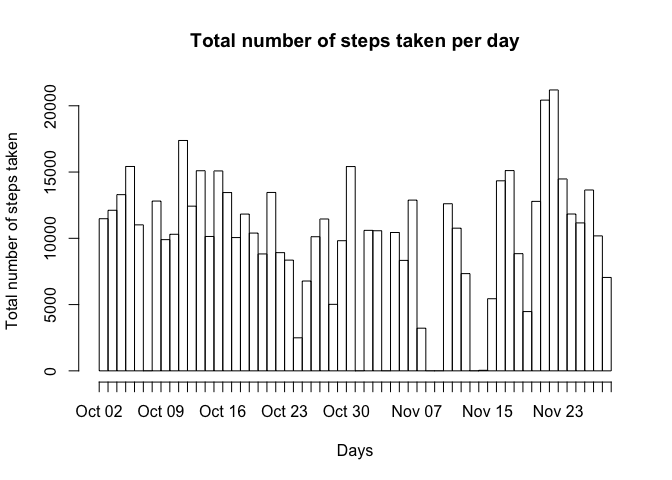 Total number of steps taken per day
Total number of steps taken
20000
15000
10000
5000
0
Oct 02 Oct 09 Oct 16 Oct 23 Oct 30 Nov 07 Nov 15 Nov 23
Days